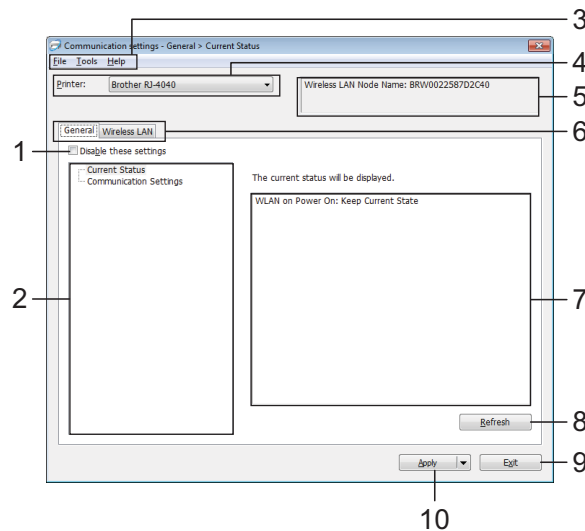 3
Communication settings - General > Current Status
File Tools Help
4
Printer: Brother RJ-4040
Wireless LAN Node Name: BRW0022587D2C40
5
General Wireless LAN
6
1
Disable these settings
Current Status
Communication Settings
The current status will be displayed.
WLAN on Power On: Keep Current State
2
7
Refresh
8
Apply
Exit
9
10